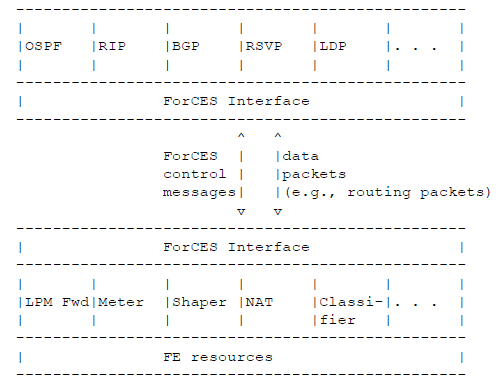 OSPF |RIP |BGP |RSVP |LDP |. . .
ForCES Interface
ForCES | |data
control | |packets
messages| |(e.g., routing packets)
ForCES Interface
LPM Fwd|Meter |Shaper |NAT |Classi-|. . .
|fier
FE resources